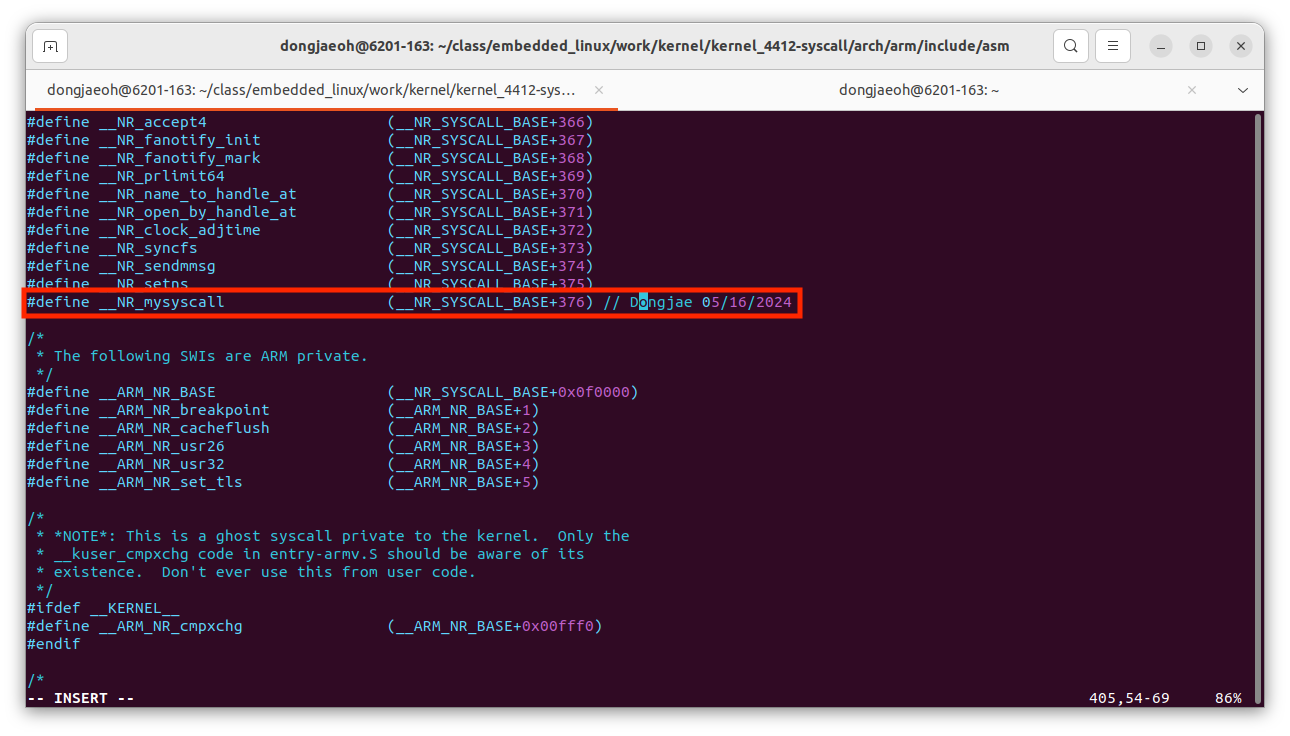 dongjaeoh@6201-163: ~/class/embedded_linux/work/kernel/kernel_4412-syscall/arch/arm/include/asm
dongjaeoh@6201-163: ~/class/embedded_linux/work/kernel/kernel_4412-sys... dongjaeoh@6201-163: ~
#define __NR_accept4 (__NR_SYSCALL_BASE+366)
#define __NR_fanotify_init (__NR_SYSCALL_BASE+367)
#define __NR_fanotify_mark (__NR_SYSCALL_BASE+368)
#define __NR_prlimit64 (__NR_SYSCALL_BASE+369)
#define __NR_name_to_handle_at (__NR_SYSCALL_BASE+370)
#define __NR_open_by_handle_at (__NR_SYSCALL_BASE+371)
#define __NR_clock_adjtime (__NR_SYSCALL_BASE+372)
#define __NR_syncfs (__NR_SYSCALL_BASE+373)
#define __NR_sendmmsg (__NR_SYSCALL_BASE+374)
#define __NR_setns (__NR_SYSCALL_BASE+375)
#define __NR_mysyscall (__NR_SYSCALL_BASE+376) // Dongjae 05/16/2024
/*
 * The following SWIs are ARM private.
 */
#define __ARM_NR_BASE (__NR_SYSCALL_BASE+0x0f0000)
#define __ARM_NR_breakpoint (__ARM_NR_BASE+1)
#define __ARM_NR_cacheflush (__ARM_NR_BASE+2)
#define __ARM_NR_usr26 (__ARM_NR_BASE+3)
#define __ARM_NR_usr32 (__ARM_NR_BASE+4)
#define __ARM_NR_set_tls (__ARM_NR_BASE+5)
/*
 * *NOTE*: This is a ghost syscall private to the kernel.  Only the
 * __kuser_cmpxchg code in entry-armv.S should be aware of its
 * existence.  Don't ever use this from user code.
 */
#ifdef __KERNEL__
#define __ARM_NR_cmpxchg (__ARM_NR_BASE+0x00fff0)
#endif
/*
-- INSERT -- 405,54-69 86%